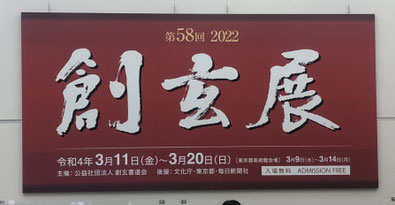 第58回 2022
創玄展
令和4年3月11日(金)～3月20日(日) [東京都美術館会場] 3月9日(水)～3月14日(月)
主催：公益社団法人 創玄書道会 後援：文化庁・東京都・毎日新聞社 入場無料 ADMISSION FREE